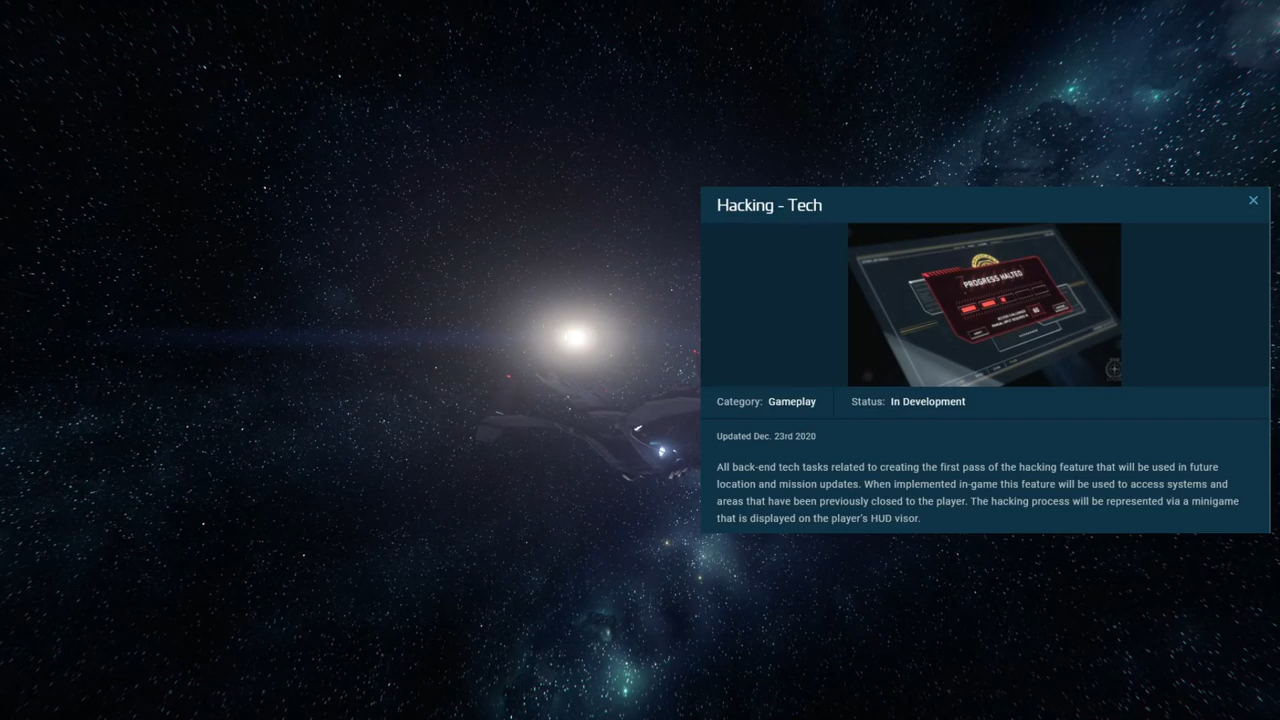 Hacking - Tech
PROGRESS HALTED
Category: Gameplay
Status: In Development
Updated Dec. 23rd 2020
All back-end tech tasks related to creating the first pass of the hacking feature that will be used in future
location and mission updates. When implemented in-game this feature will be used to access systems and
areas that have been previously closed to the player. The hacking process will be represented via a minigame
that is displayed on the player's HUD visor.